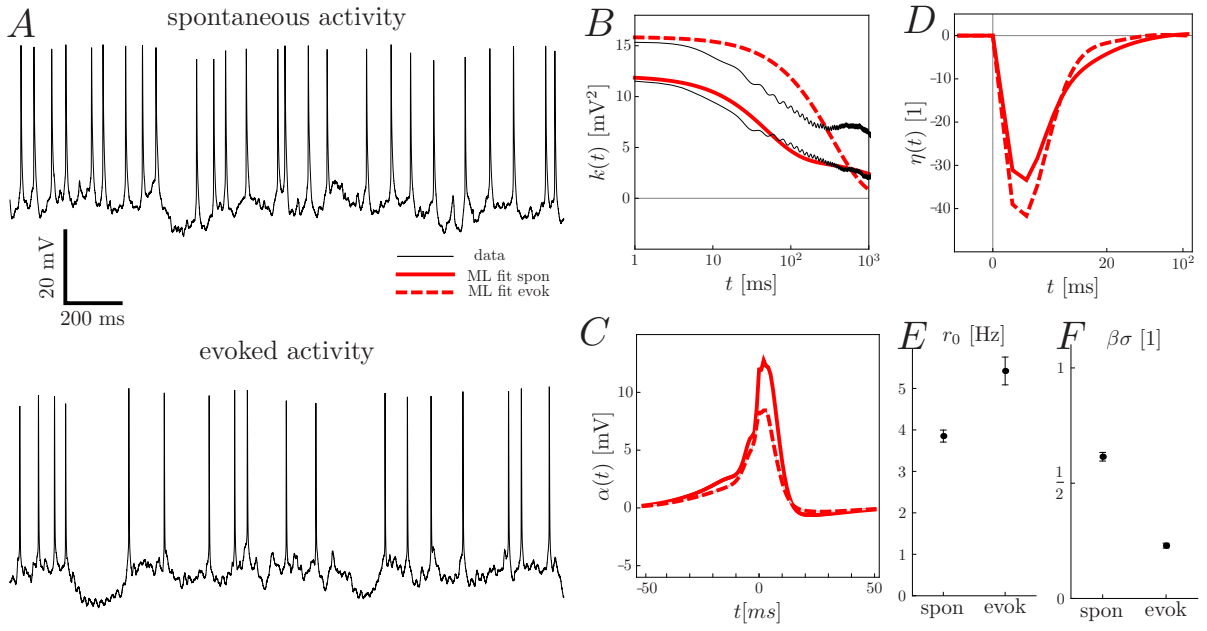 A
spontaneous activity
20 mV
200 ms
data
ML fit spon
ML fit evok
evoked activity
B
k(t) [mV²]
15
10
5
0
1
10
10²
10³
t [ms]
C
α(t) [mV]
10
5
0
−5
−50
0
50
t[ms]
D
η(t) [1]
0
−10
−20
−30
−40
0
20
10²
t [ms]
E
r₀ [Hz]
5
4
3
2
1
0
spon
evok
F
βσ [1]
1
1/2
0
spon
evok